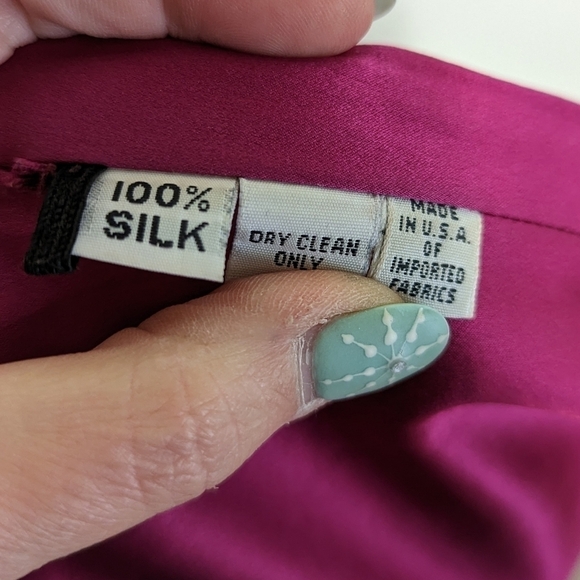 100%
SILK
DRY CLEAN
ONLY
MADE
IN U.S.A.
OF
IMPORTED
FABRICS